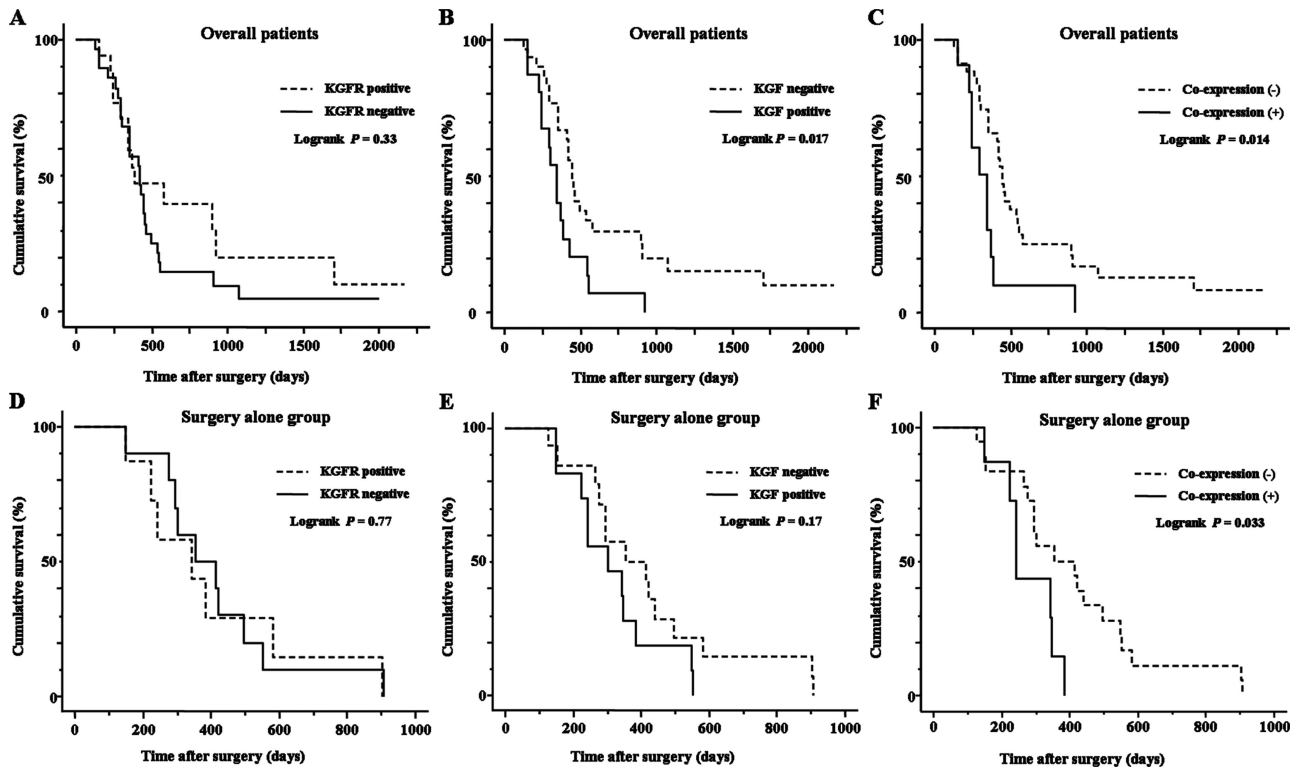 A
Overall patients
KGFR positive
KGFR negative
Logrank P = 0.33
Cumulative survival (%)
100
50
0
0 500 1000 1500 2000
Time after surgery (days)
B
Overall patients
KGF negative
KGF positive
Logrank P = 0.017
Cumulative survival (%)
100
50
0
0 500 1000 1500 2000
Time after surgery (days)
C
Overall patients
Co-expression (-)
Co-expression (+)
Logrank P = 0.014
Cumulative survival (%)
100
50
0
0 500 1000 1500 2000
Time after surgery (days)
D
Surgery alone group
KGFR positive
KGFR negative
Logrank P = 0.77
Cumulative survival (%)
100
50
0
0 200 400 600 800 1000
Time after surgery (days)
E
Surgery alone group
KGF negative
KGF positive
Logrank P = 0.17
Cumulative survival (%)
100
50
0
0 200 400 600 800 1000
Time after surgery (days)
F
Surgery alone group
Co-expression (-)
Co-expression (+)
Logrank P = 0.033
Cumulative survival (%)
100
50
0
0 200 400 600 800 1000
Time after surgery (days)